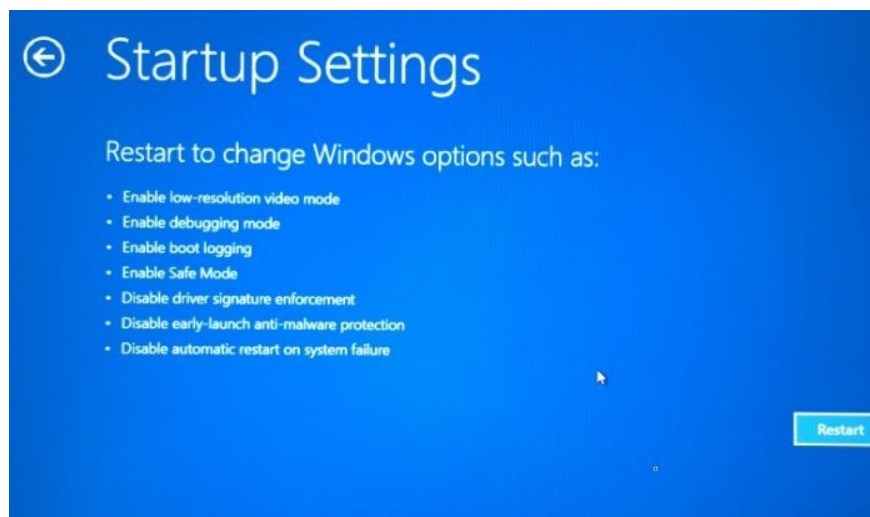 Startup Settings
Restart to change Windows options such as:
• Enable low-resolution video mode
• Enable debugging mode
• Enable boot logging
• Enable Safe Mode
• Disable driver signature enforcement
• Disable early-launch anti-malware protection
• Disable automatic restart on system failure
Restart